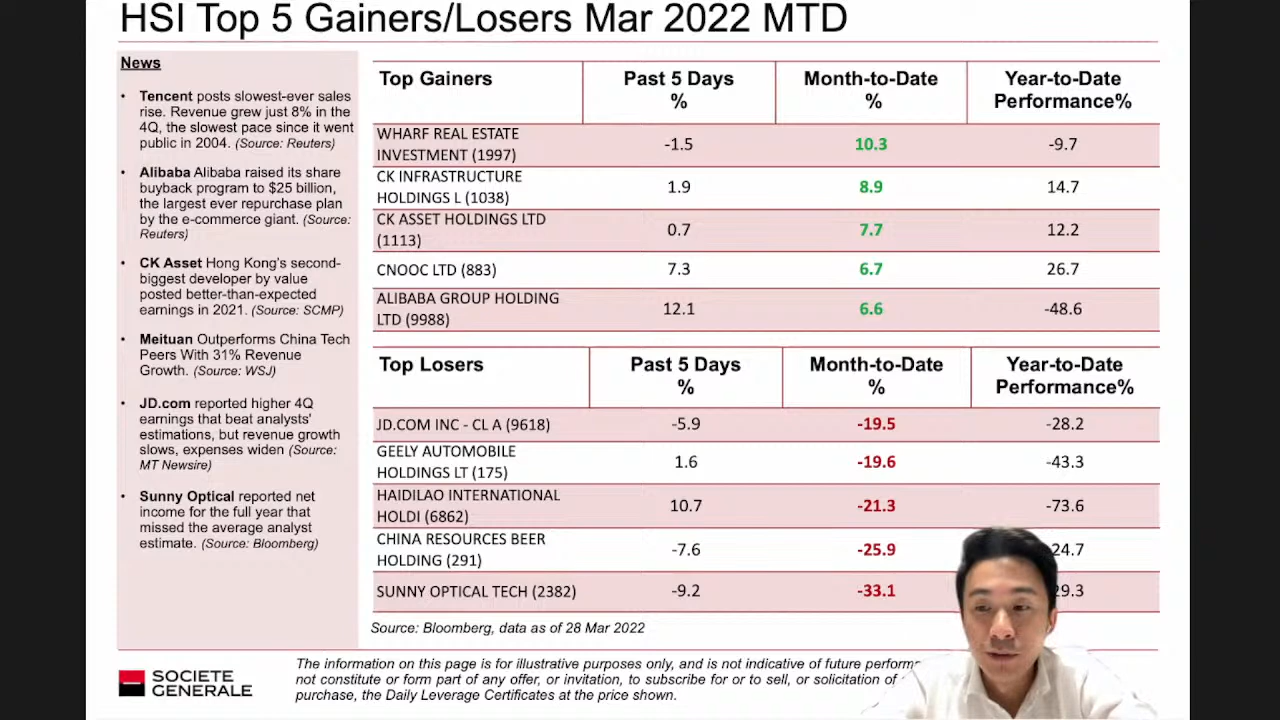 HSI Top 5 Gainers/Losers Mar 2022 MTD
News
• Tencent posts slowest-ever sales
rise. Revenue grew just 8% in the
4Q, the slowest pace since it went
public in 2004. (Source: Reuters)
• Alibaba Alibaba raised its share
buyback program to $25 billion,
the largest ever repurchase plan
by the e-commerce giant. (Source:
Reuters)
• CK Asset Hong Kong's second-
biggest developer by value
posted better-than-expected
earnings in 2021. (Source: SCMP)
• Meituan Outperforms China Tech
Peers With 31% Revenue
Growth. (Source: WSJ)
• JD.com reported higher 4Q
earnings that beat analysts'
estimations, but revenue growth
slows, expenses widen (Source:
MT Newsire)
• Sunny Optical reported net
income for the full year that
missed the average analyst
estimate. (Source: Bloomberg)
Top Gainers Past 5 Days % Month-to-Date % Year-to-Date Performance%
WHARF REAL ESTATE INVESTMENT (1997) -1.5 10.3 -9.7
CK INFRASTRUCTURE HOLDINGS L (1038) 1.9 8.9 14.7
CK ASSET HOLDINGS LTD (1113) 0.7 7.7 12.2
CNOOC LTD (883) 7.3 6.7 26.7
ALIBABA GROUP HOLDING LTD (9988) 12.1 6.6 -48.6
Top Losers Past 5 Days % Month-to-Date % Year-to-Date Performance%
JD.COM INC - CL A (9618) -5.9 -19.5 -28.2
GEELY AUTOMOBILE HOLDINGS LT (175) 1.6 -19.6 -43.3
HAIDILAO INTERNATIONAL HOLDI (6862) 10.7 -21.3 -73.6
CHINA RESOURCES BEER HOLDING (291) -7.6 -25.9 24.7
SUNNY OPTICAL TECH (2382) -9.2 -33.1 29.3
Source: Bloomberg, data as of 28 Mar 2022
SOCIETE
GENERALE
The information on this page is for illustrative purposes only, and is not indicative of future
not constitute or form part of any offer, or invitation, to subscribe for or to sell, or solicitation of
purchase, the Daily Leverage Certificates at the price shown.